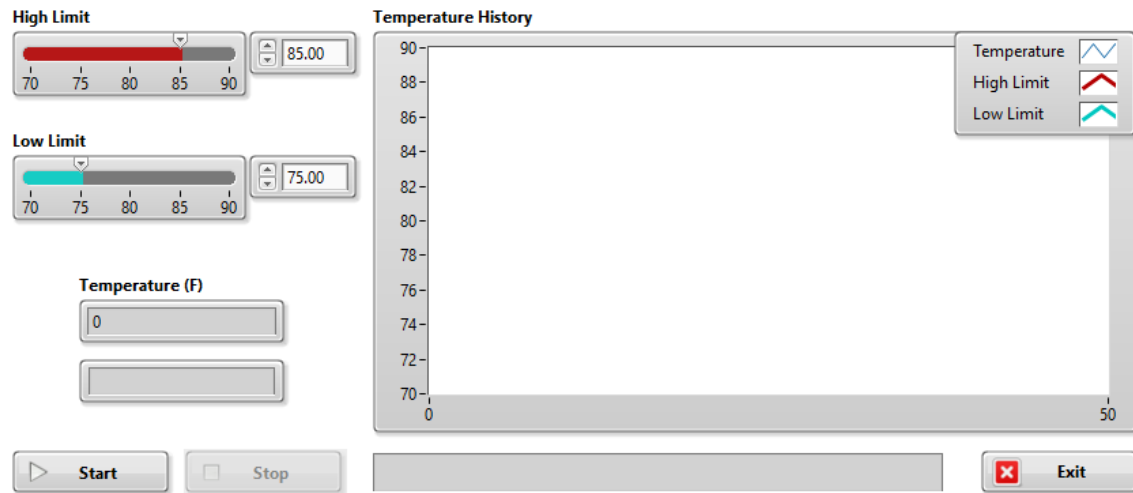 High Limit
85.00
70 75 80 85 90
Low Limit
75.00
70 75 80 85 90
Temperature (F)
0
Start
Stop
Temperature History
90
88
86
84
82
80
78
76
74
72
70
0 50
Temperature
High Limit
Low Limit
Exit